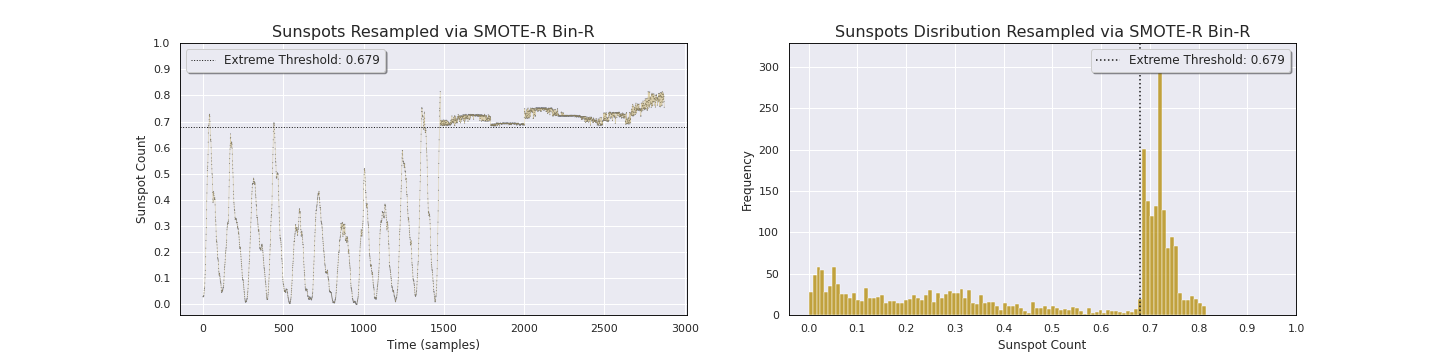 Sunspots Resampled via SMOTE-R Bin-R
Extreme Threshold: 0.679
1.0
0.9
0.8
0.7
0.6
0.5
0.4
0.3
0.2
0.1
0.0
Sunspot Count
0 500 1000 1500 2000 2500 3000
Time (samples)
Sunspots Disribution Resampled via SMOTE-R Bin-R
Extreme Threshold: 0.679
300
250
200
150
100
50
0
Frequency
0.0 0.1 0.2 0.3 0.4 0.5 0.6 0.7 0.8 0.9 1.0
Sunspot Count